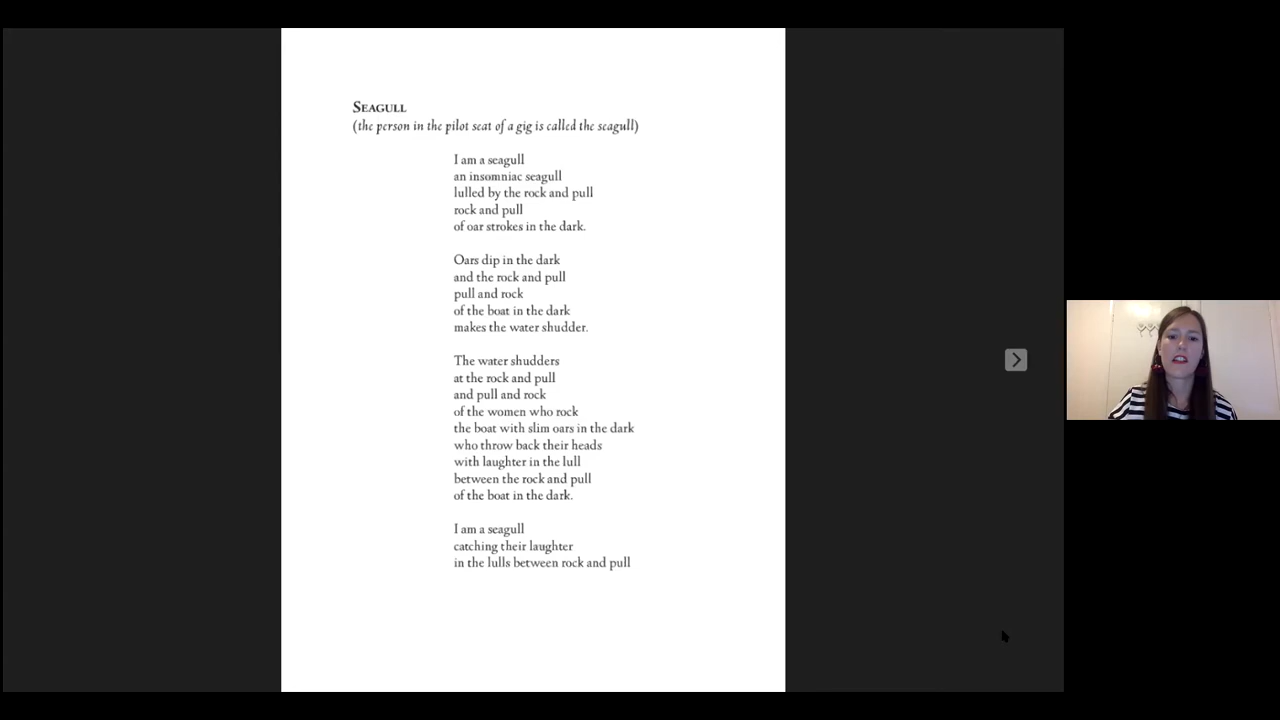 SEAGULL
(the person in the pilot seat of a gig is called the seagull)
I am a seagull
an insomniac seagull
lulled by the rock and pull
rock and pull
of oar strokes in the dark.
Oars dip in the dark
and the rock and pull
pull and rock
of the boat in the dark
makes the water shudder.
The water shudders
at the rock and pull
and pull and rock
of the women who rock
the boat with slim oars in the dark
who throw back their heads
with laughter in the lull
between the rock and pull
of the boat in the dark.
I am a seagull
catching their laughter
in the lulls between rock and pull